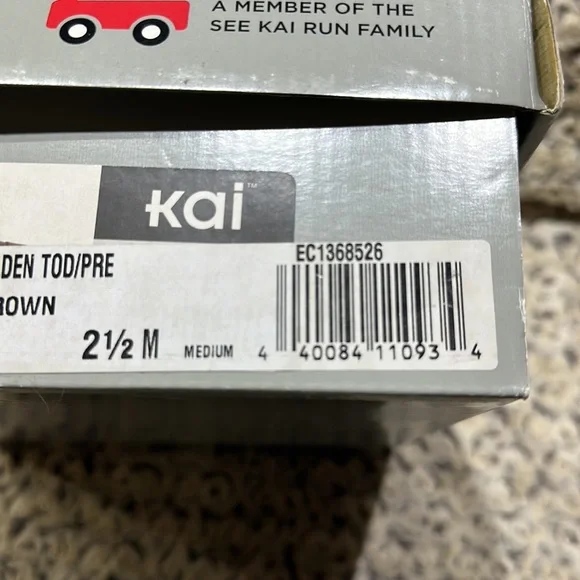 A MEMBER OF THE
SEE KAI RUN FAMILY
Kai™
DEN TOD/PRE
EC1368526
ROWN
2½ M MEDIUM
4 40084 11093 4